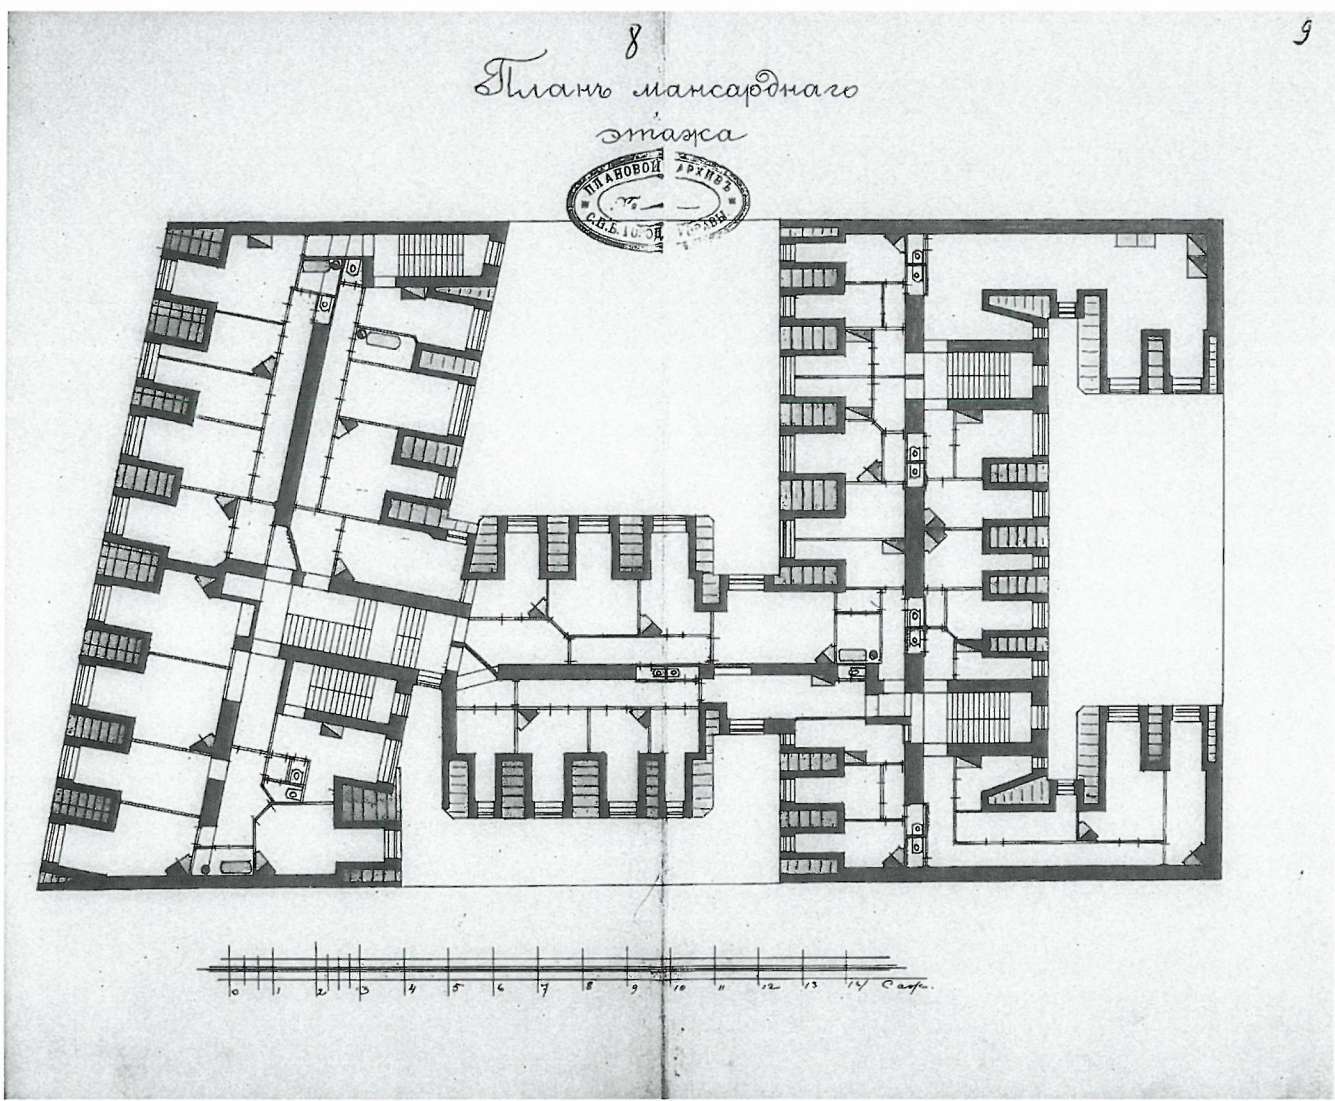 8
9
Планъ мансарднаго
этажа
ПЛАНОВОЙ АРХИВЪ
С.П.Б. ГОРОД. УПРАВЫ
0 1 2 3 4 5 6 7 8 9 10 11 12 13 14 Саж.